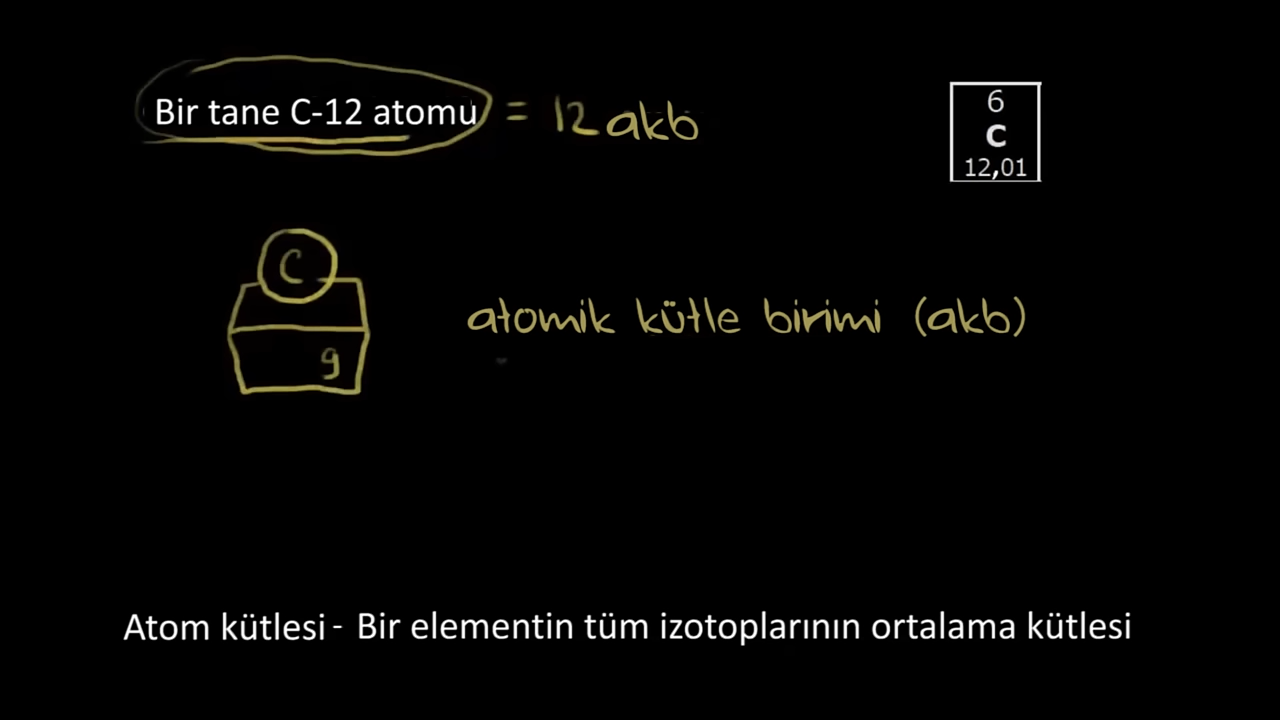 Bir tane C-12 atomu = 12 akb
6
C
12,01
C
g
atomik kütle birimi (akb)
Atom kütlesi - Bir elementin tüm izotoplarının ortalama kütlesi